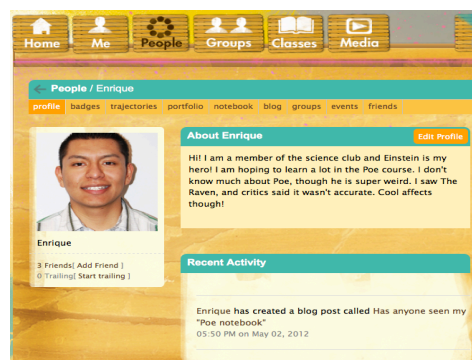 Home Me People Groups Classes Media
← People / Enrique
profile badges trajectories portfolio notebook blog groups events friends
About Enrique
Edit Profile
Hi! I am a member of the science club and Einstein is my
hero! I am hoping to learn a lot in the Poe course. I don't
know much about Poe, though he is super weird. I saw The
Raven, and critics said it wasn't accurate. Cool affects
though!
Enrique
3 Friends[ Add Friend ]
0 Trailing[ Start trailing ]
Recent Activity
Enrique has created a blog post called Has anyone seen my
"Poe notebook"
05:50 PM on May 02, 2012